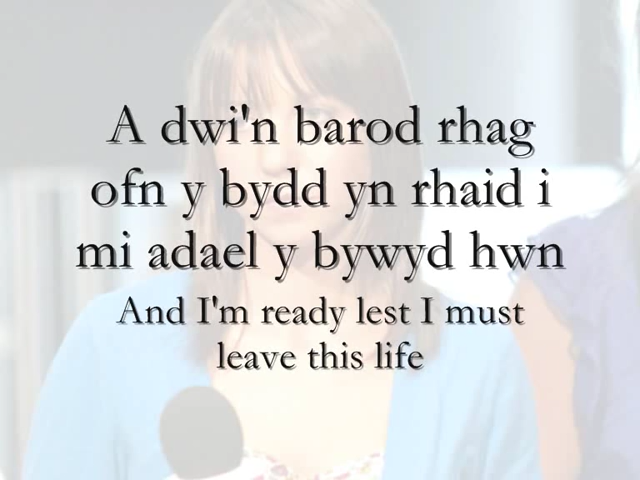 A dwi'n barod rhag
ofn y bydd yn rhaid i
mi adael y bywyd hwn
And I'm ready lest I must
leave this life